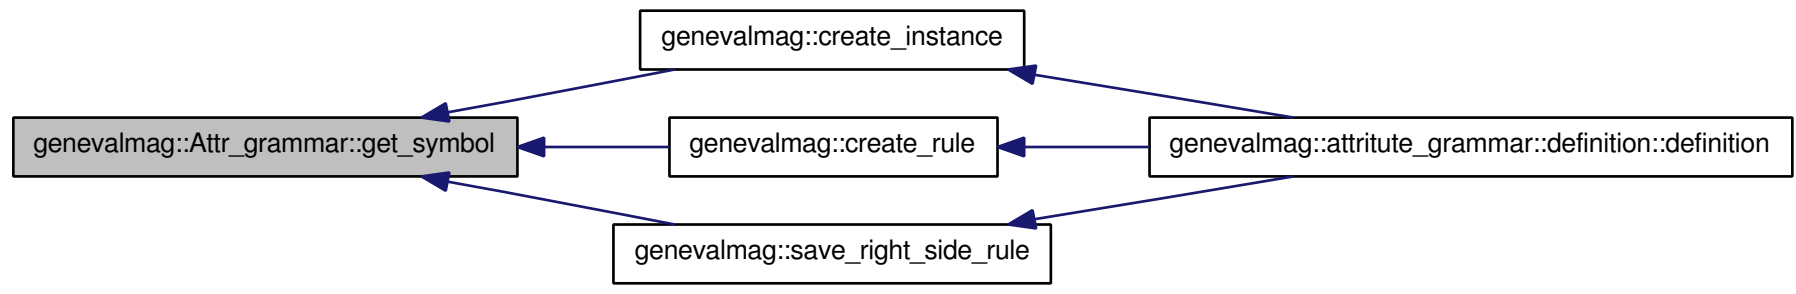 genevalmag::create_instance
genevalmag::Attr_grammar::get_symbol
genevalmag::create_rule
genevalmag::attritute_grammar::definition::definition
genevalmag::save_right_side_rule